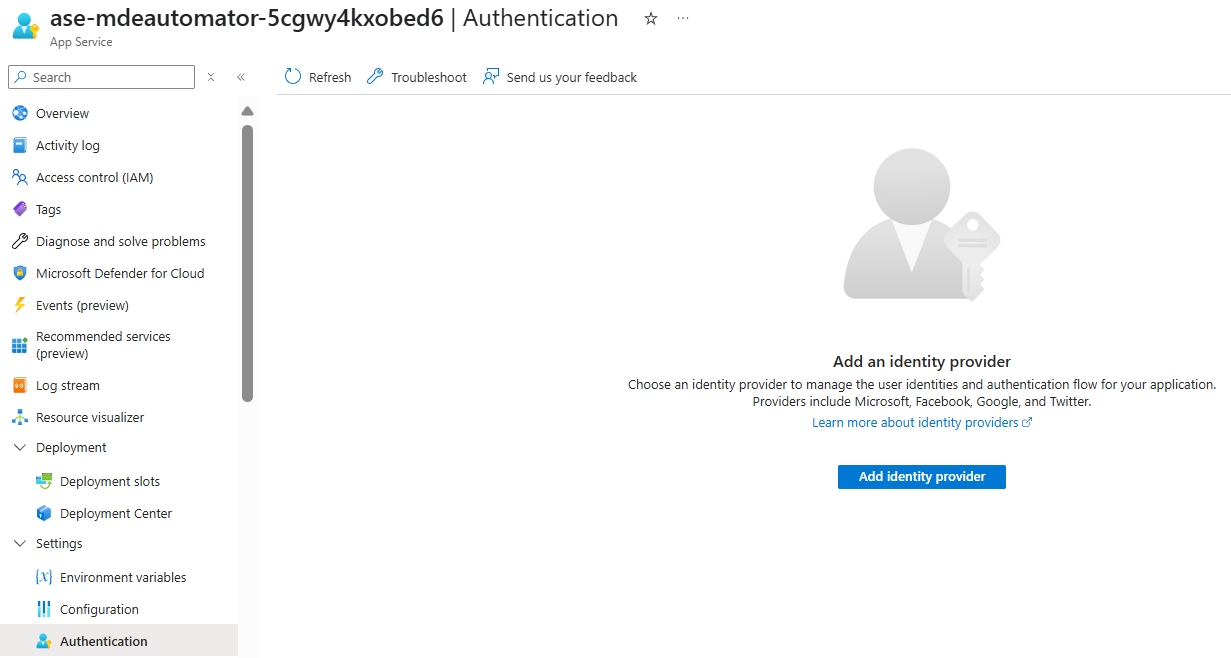 ase-mdeautomator-5cgwy4kxobed6 | Authentication
App Service
Search
Refresh
Troubleshoot
Send us your feedback
Overview
Activity log
Access control (IAM)
Tags
Diagnose and solve problems
Microsoft Defender for Cloud
Events (preview)
Recommended services
(preview)
Log stream
Resource visualizer
Deployment
Deployment slots
Deployment Center
Settings
Environment variables
Configuration
Authentication
Add an identity provider
Choose an identity provider to manage the user identities and authentication flow for your application.
Providers include Microsoft, Facebook, Google, and Twitter.
Learn more about identity providers
Add identity provider